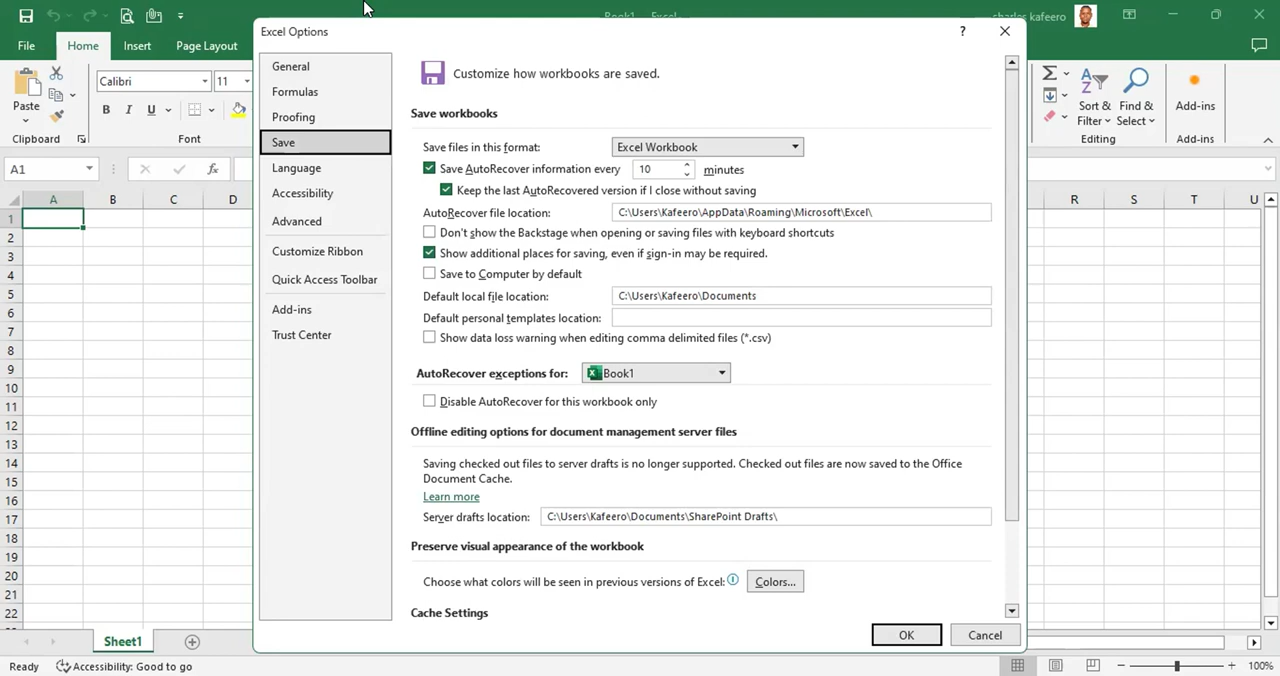 Book1 - Excel
charles kafeero
File
Home
Insert
Page Layout
Paste
Clipboard
Calibri
11
B I U
Font
Σ
Sort & Filter
Find & Select
Editing
Add-ins
Add-ins
A1
fx
A B C D R S T U
1
2
3
4
5
6
7
8
9
10
11
12
13
14
15
16
17
18
19
20
21
22
Excel Options
?
General
Formulas
Proofing
Save
Language
Accessibility
Advanced
Customize Ribbon
Quick Access Toolbar
Add-ins
Trust Center
Customize how workbooks are saved.
Save workbooks
Save files in this format: Excel Workbook
Save AutoRecover information every 10 minutes
Keep the last AutoRecovered version if I close without saving
AutoRecover file location: C:\Users\Kafeero\AppData\Roaming\Microsoft\Excel\
Don't show the Backstage when opening or saving files with keyboard shortcuts
Show additional places for saving, even if sign-in may be required.
Save to Computer by default
Default local file location: C:\Users\Kafeero\Documents
Default personal templates location:
Show data loss warning when editing comma delimited files (*.csv)
AutoRecover exceptions for: Book1
Disable AutoRecover for this workbook only
Offline editing options for document management server files
Saving checked out files to server drafts is no longer supported. Checked out files are now saved to the Office
Document Cache.
Learn more
Server drafts location: C:\Users\Kafeero\Documents\SharePoint Drafts\
Preserve visual appearance of the workbook
Choose what colors will be seen in previous versions of Excel: Colors...
Cache Settings
OK
Cancel
Sheet1
Ready
Accessibility: Good to go
100%